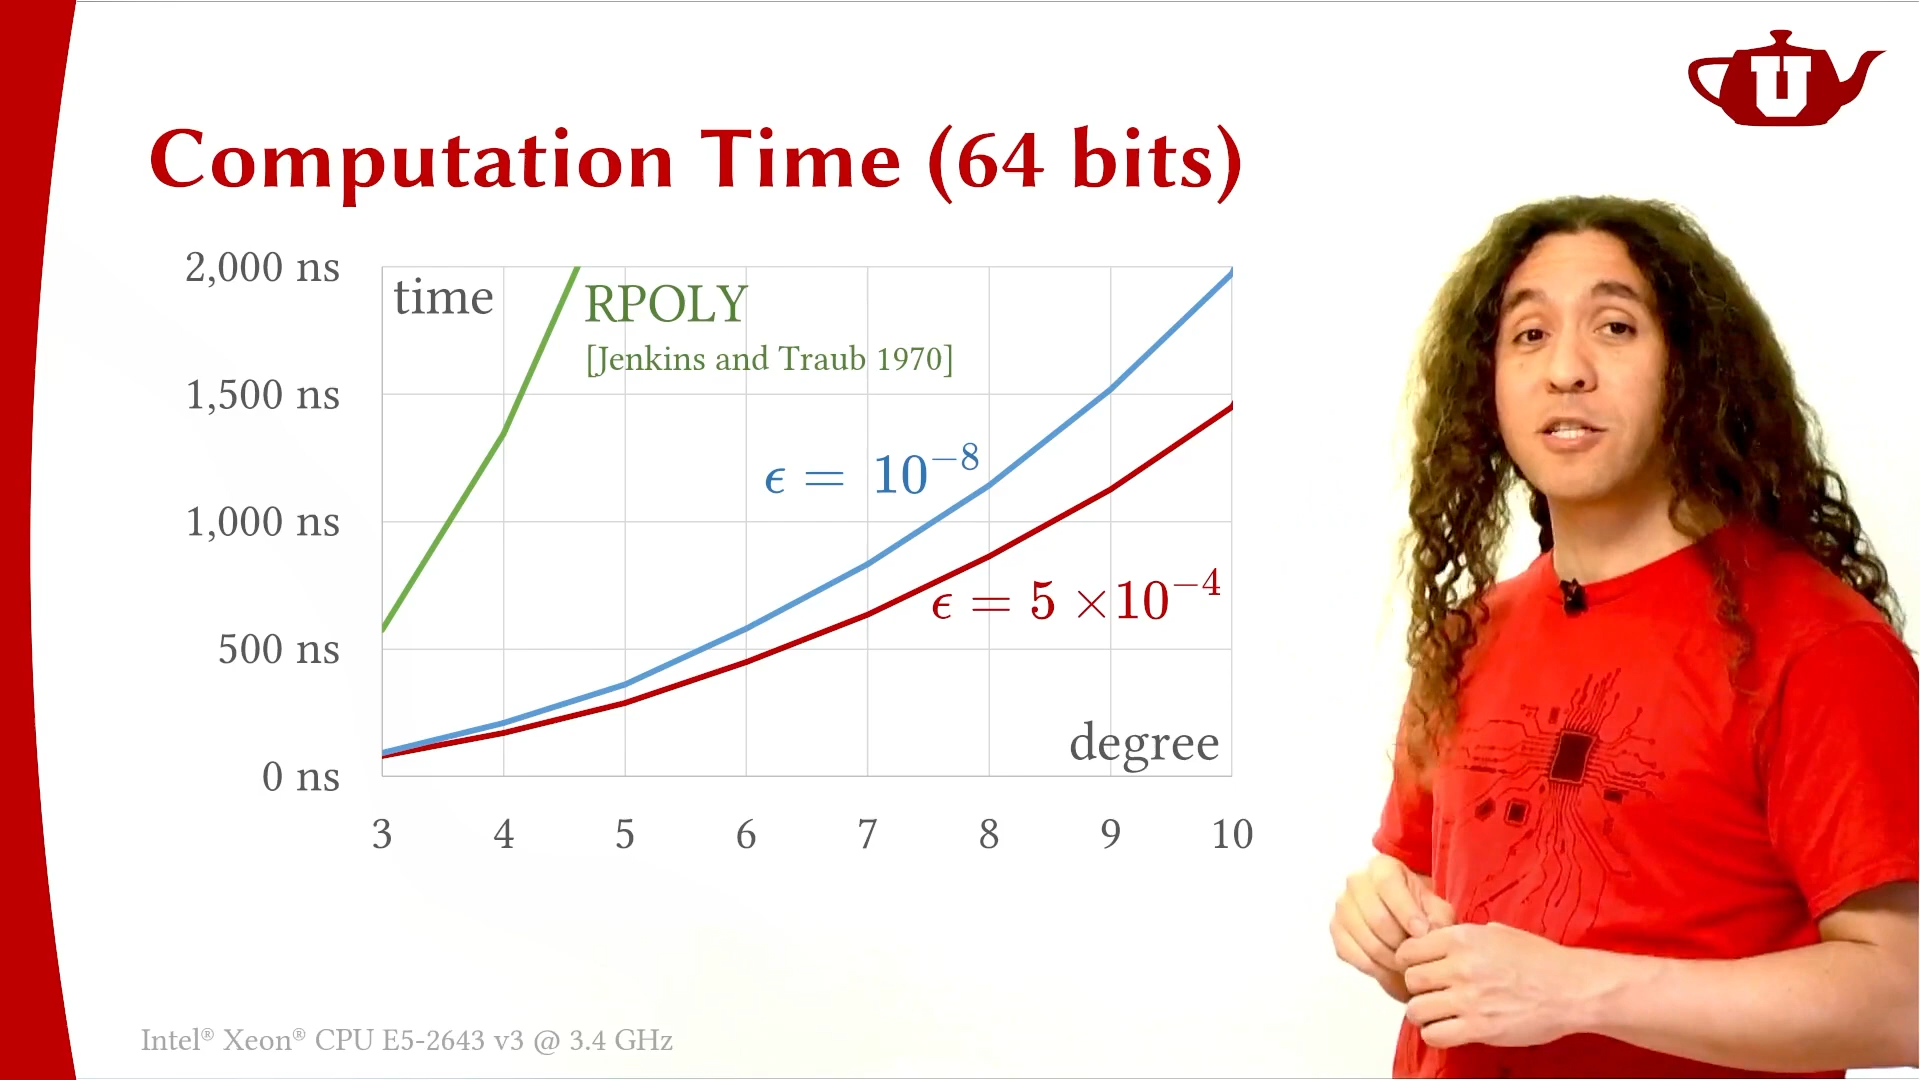 U
Computation Time (64 bits)
2,000 ns
time
RPOLY
[Jenkins and Traub 1970]
1,500 ns
ϵ = 10⁻⁸
1,000 ns
ϵ = 5 ×10⁻⁴
500 ns
degree
0 ns
3 4 5 6 7 8 9 10
Intel® Xeon® CPU E5-2643 v3 @ 3.4 GHz